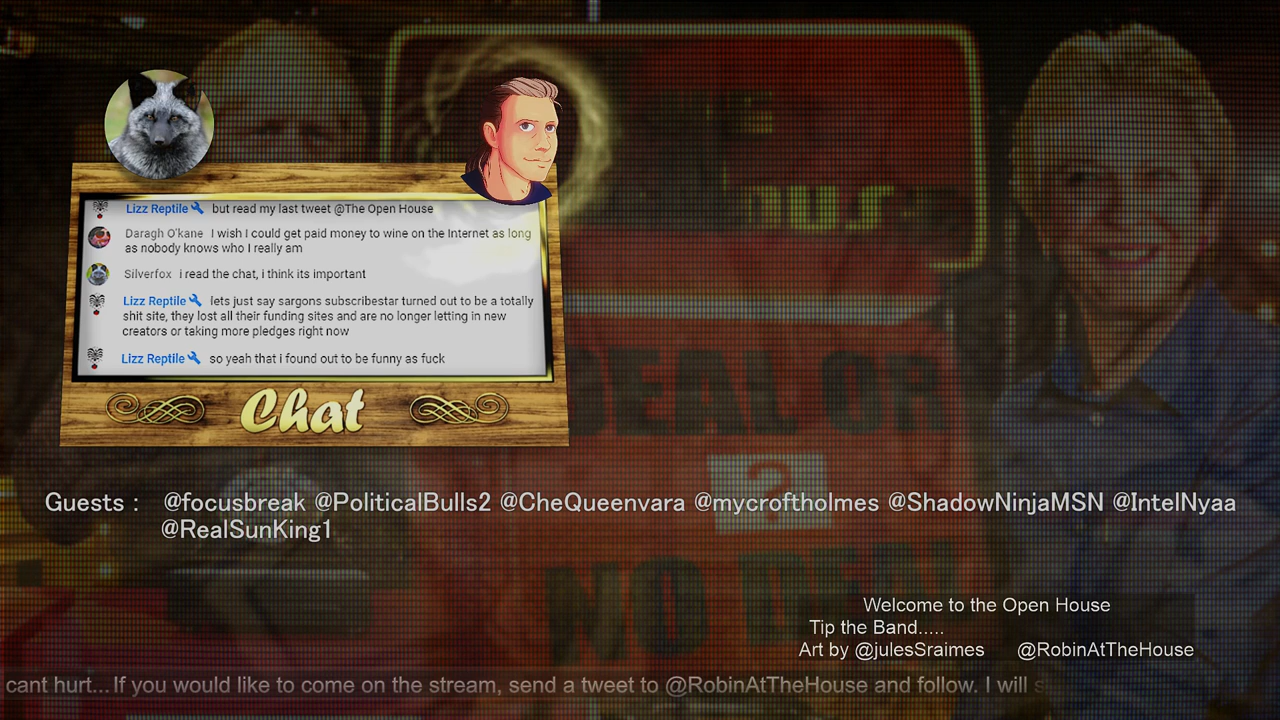 Lizz Reptile but read my last tweet @The Open House
Daragh O'kane I wish I could get paid money to wine on the Internet as long
as nobody knows who I really am
Silverfox i read the chat, i think its important
Lizz Reptile lets just say sargons subscribestar turned out to be a totally
shit site, they lost all their funding sites and are no longer letting in new
creators or taking more pledges right now
Lizz Reptile so yeah that i found out to be funny as fuck
Chat
DEAL OR
?
NO DEAL
Guests : @focusbreak @PoliticalBulls2 @CheQueenvara @mycroftholmes @ShadowNinjaMSN @IntelNyaa
@RealSunKing1
Welcome to the Open House
Tip the Band.....
Art by @julesSraimes @RobinAtTheHouse
cant hurt... If you would like to come on the stream, send a tweet to @RobinAtTheHouse and follow. I will